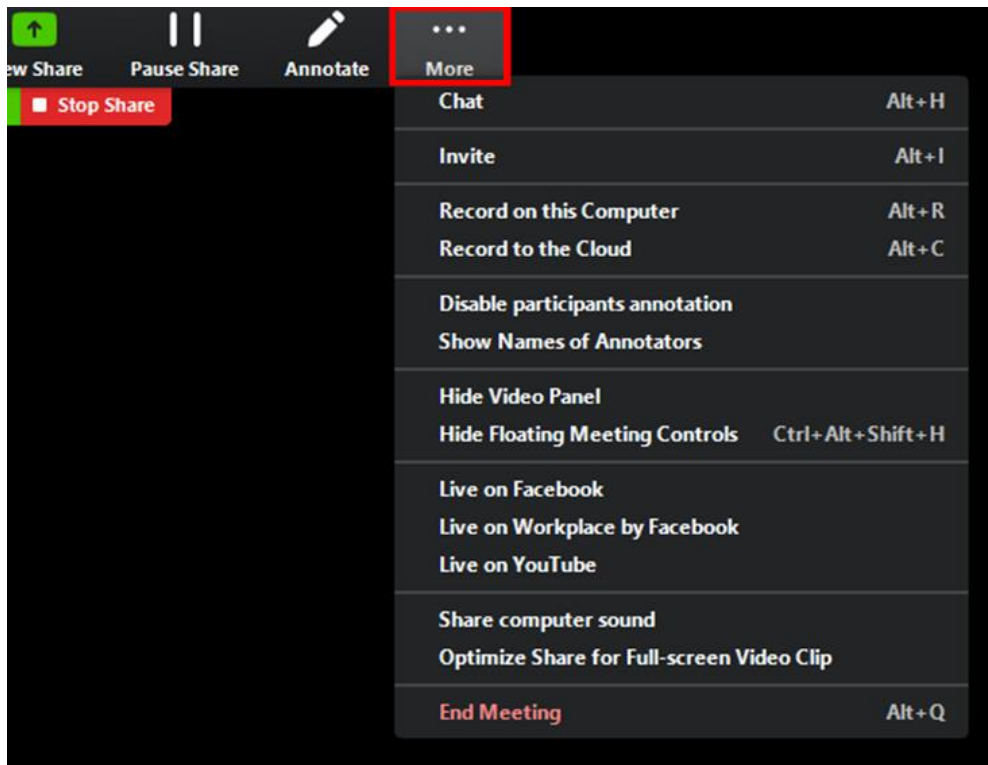 ew Share Pause Share Annotate More
Stop Share
Chat Alt+H
Invite Alt+I
Record on this Computer Alt+R
Record to the Cloud Alt+C
Disable participants annotation
Show Names of Annotators
Hide Video Panel
Hide Floating Meeting Controls Ctrl+Alt+Shift+H
Live on Facebook
Live on Workplace by Facebook
Live on YouTube
Share computer sound
Optimize Share for Full-screen Video Clip
End Meeting Alt+Q